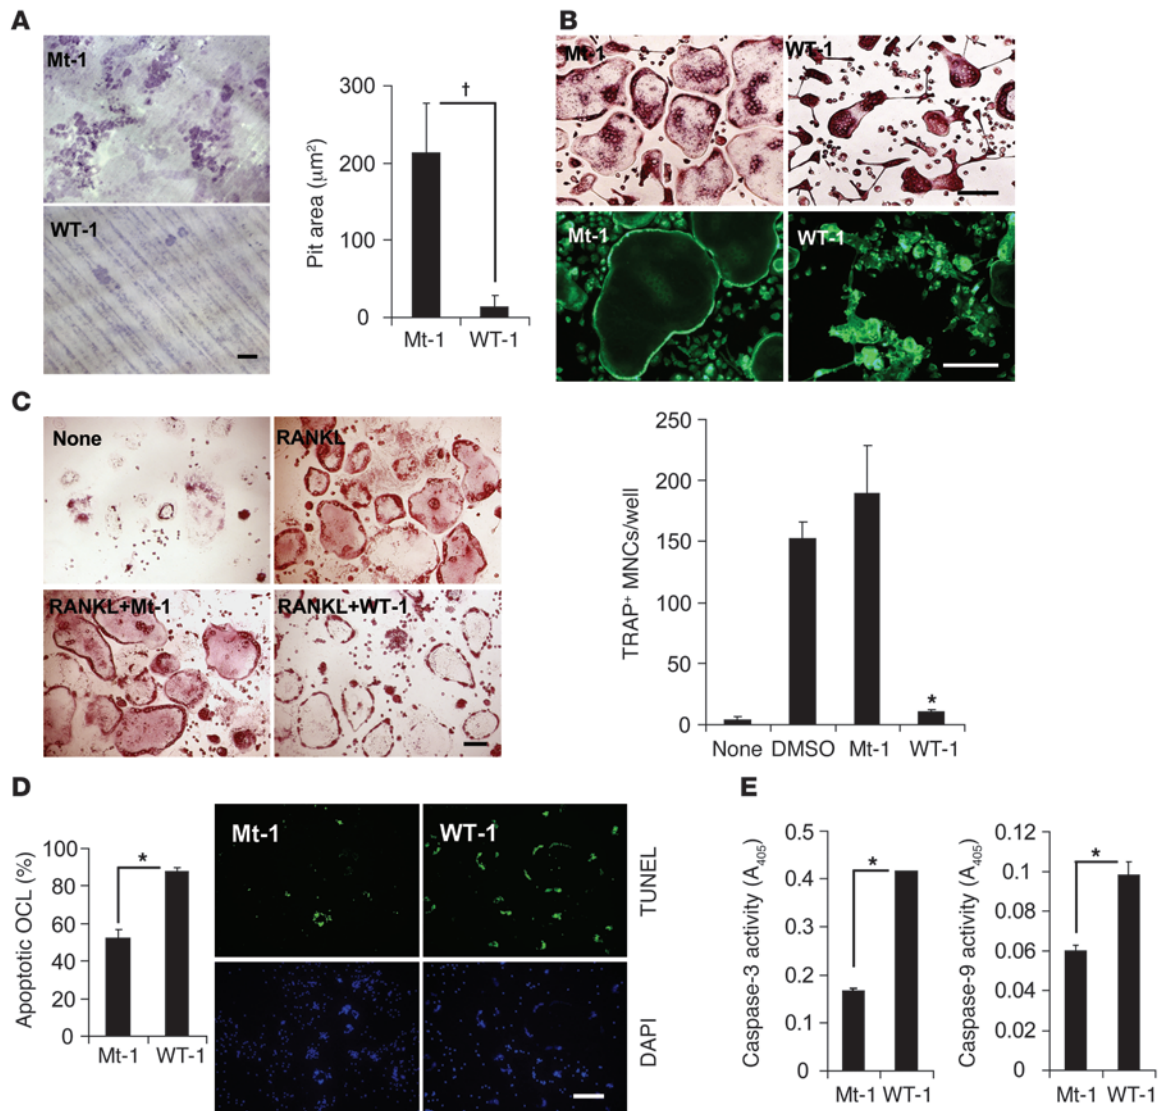 A
Mt-1
WT-1
Pit area (μm²)
300
200
100
0
†
Mt-1 WT-1
B
Mt-1
WT-1
Mt-1
WT-1
C
None
RANKL
RANKL+Mt-1
RANKL+WT-1
TRAP⁺ MNCs/well
250
200
150
100
50
0
*
None DMSO Mt-1 WT-1
D
Apoptotic OCL (%)
100
80
60
40
20
0
*
Mt-1 WT-1
Mt-1
WT-1
TUNEL
DAPI
E
Caspase-3 activity (A₄₀₅)
0.5
0.4
0.3
0.2
0.1
0
*
Mt-1 WT-1
Caspase-9 activity (A₄₀₅)
0.12
0.1
0.08
0.06
0.04
0.02
0
*
Mt-1 WT-1